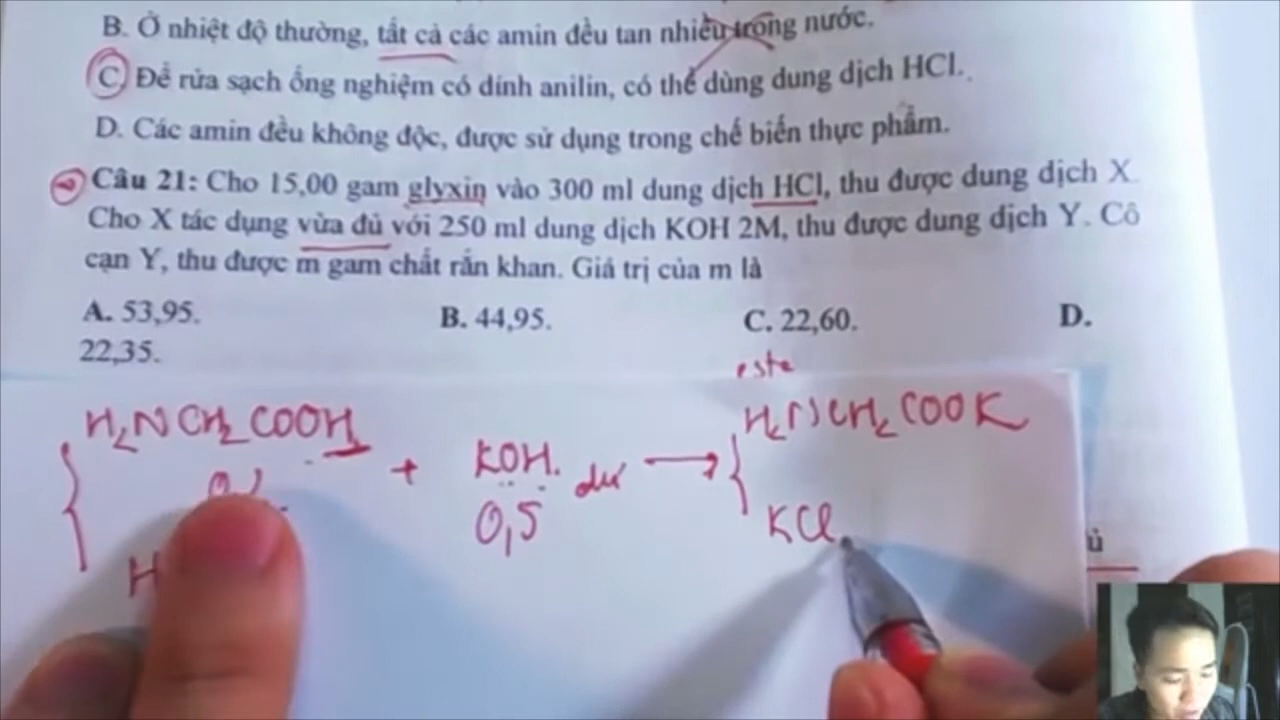 B. Ở nhiệt độ thường, tất cả các amin đều tan nhiều trong nước.
C. Để rửa sạch ống nghiệm có dính anilin, có thể dùng dung dịch HCl.
D. Các amin đều không độc, được sử dụng trong chế biến thực phẩm.
Câu 21: Cho 15,00 gam glyxin vào 300 ml dung dịch HCl, thu được dung dịch X.
Cho X tác dụng vừa đủ với 250 ml dung dịch KOH 2M, thu được dung dịch Y. Cô
cạn Y, thu được m gam chất rắn khan. Giá trị của m là
A. 53,95. B. 44,95. C. 22,60. D.
22,35.
este
H₂NCH₂COOH + KOH. dư → H₂NCH₂COOK
0,5
H
KCl
ủ